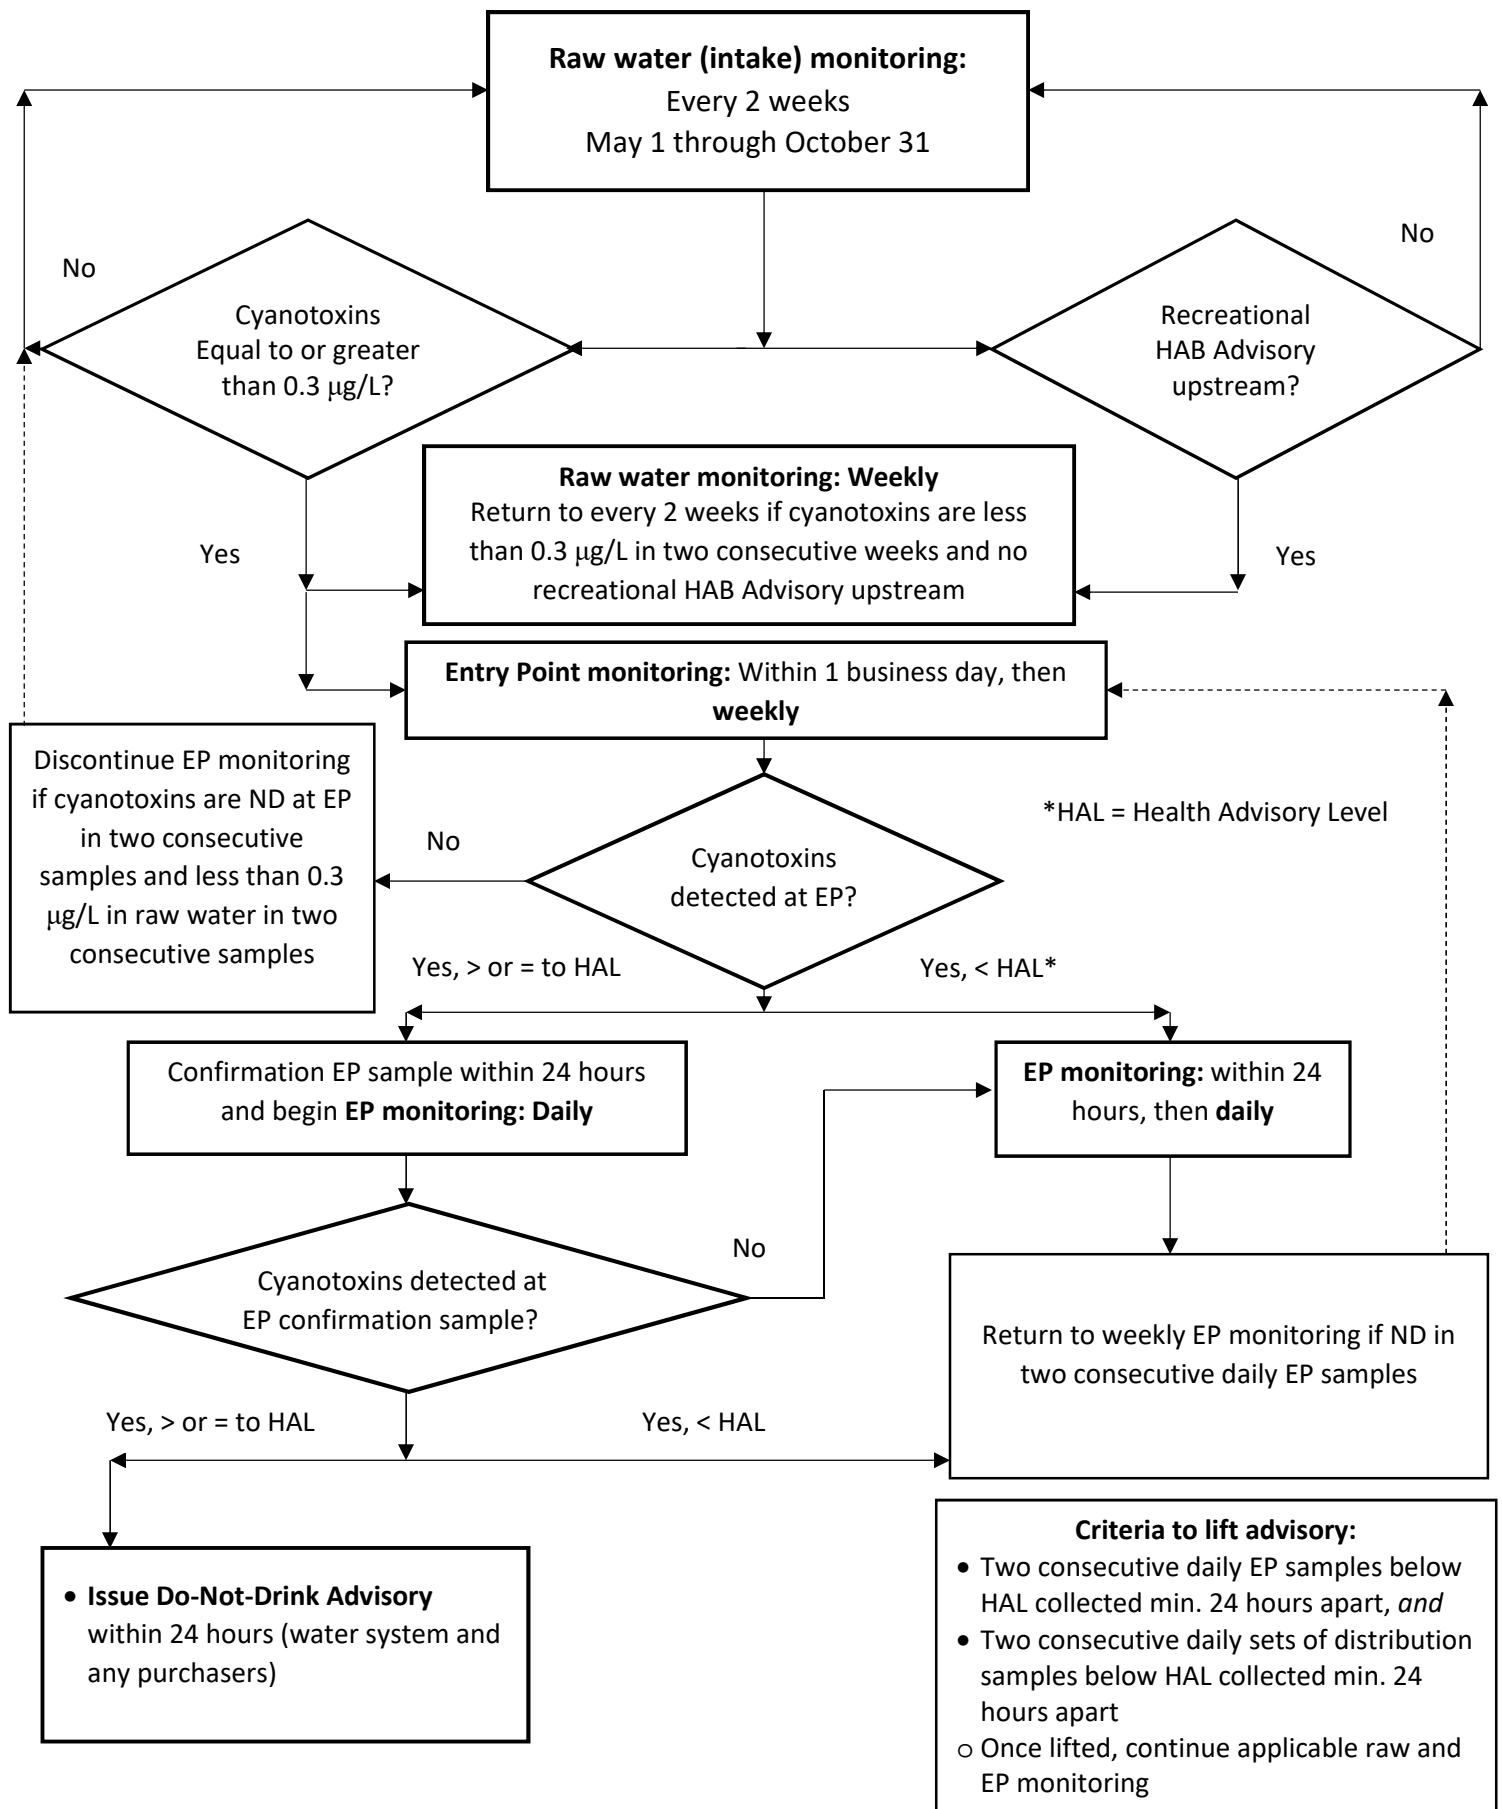 Raw water (intake) monitoring:
Every 2 weeks
May 1 through October 31
No
No
Cyanotoxins
Equal to or greater
than 0.3 µg/L?
Recreational
HAB Advisory
upstream?
Raw water monitoring: Weekly
Return to every 2 weeks if cyanotoxins are less
than 0.3 µg/L in two consecutive weeks and no
recreational HAB Advisory upstream
Yes
Yes
Entry Point monitoring: Within 1 business day, then
weekly
Discontinue EP monitoring
if cyanotoxins are ND at EP
in two consecutive
samples and less than 0.3
µg/L in raw water in two
consecutive samples
*HAL = Health Advisory Level
No
Cyanotoxins
detected at EP?
Yes, > or = to HAL
Yes, < HAL*
Confirmation EP sample within 24 hours
and begin EP monitoring: Daily
EP monitoring: within 24
hours, then daily
No
Cyanotoxins detected at
EP confirmation sample?
Return to weekly EP monitoring if ND in
two consecutive daily EP samples
Yes, > or = to HAL
Yes, < HAL
• Issue Do-Not-Drink Advisory
within 24 hours (water system and
any purchasers)
Criteria to lift advisory:
• Two consecutive daily EP samples below
HAL collected min. 24 hours apart, and
• Two consecutive daily sets of distribution
samples below HAL collected min. 24
hours apart
o Once lifted, continue applicable raw and
EP monitoring